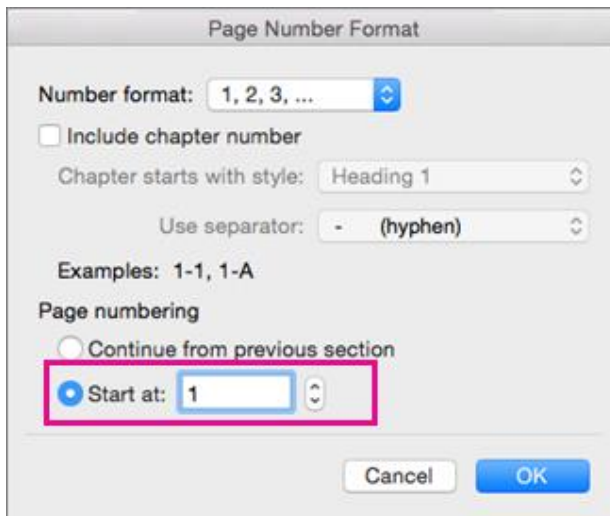 Page Number Format
Number format: 1, 2, 3, ...
Include chapter number
Chapter starts with style: Heading 1
Use separator: - (hyphen)
Examples: 1-1, 1-A
Page numbering
Continue from previous section
Start at: 1
Cancel OK